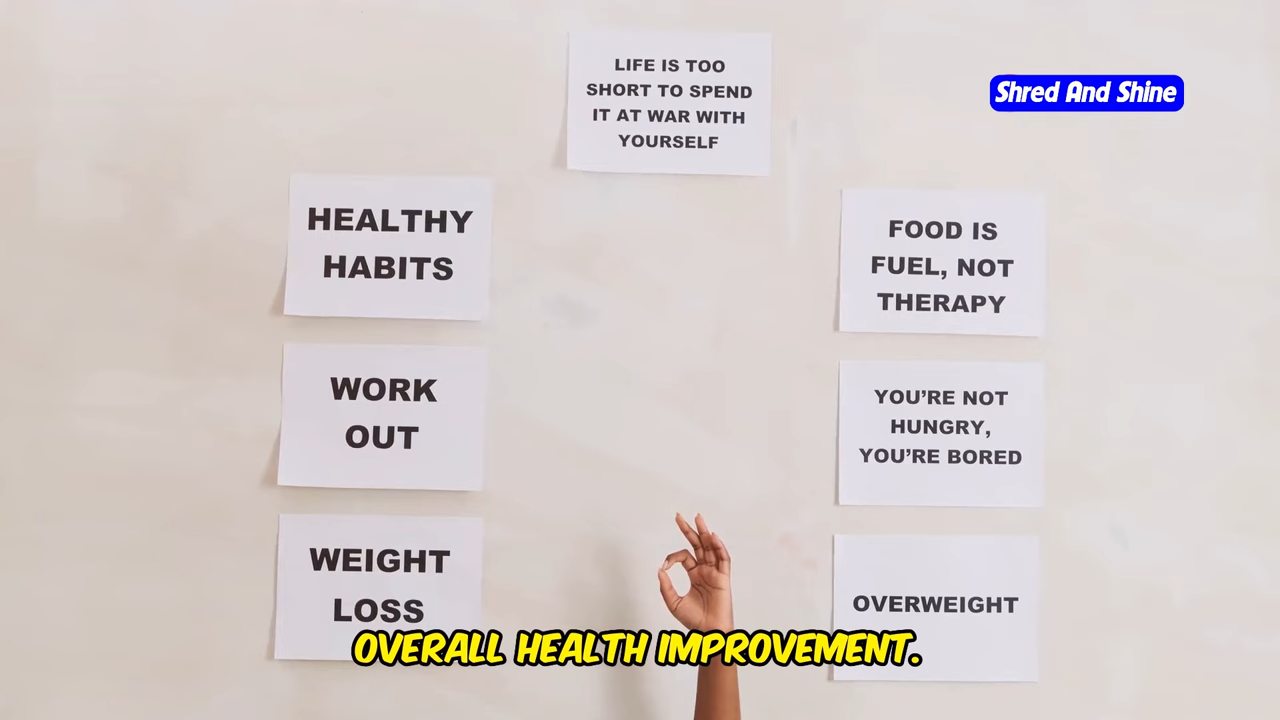 LIFE IS TOO
SHORT TO SPEND
IT AT WAR WITH
YOURSELF
Shred And Shine
HEALTHY
HABITS
WORK
OUT
WEIGHT
LOSS
FOOD IS
FUEL, NOT
THERAPY
YOU'RE NOT
HUNGRY,
YOU'RE BORED
OVERWEIGHT
OVERALL HEALTH IMPROVEMENT.